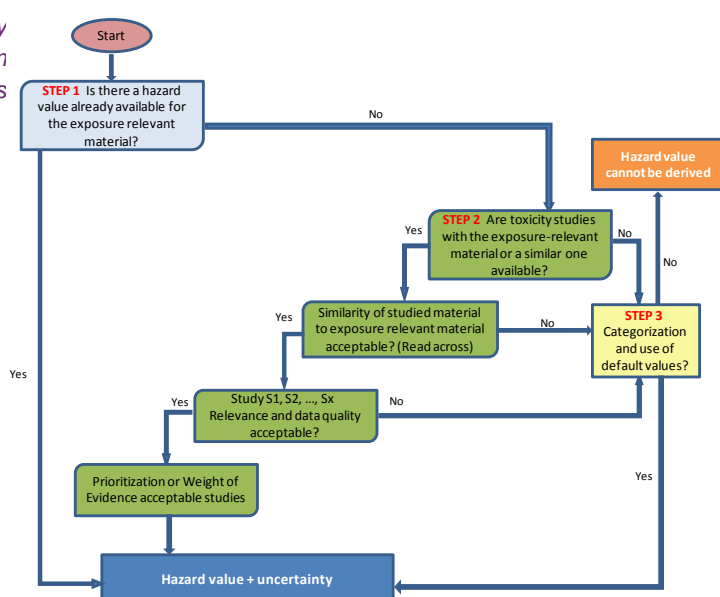 Start
STEP 1 Is there a hazard
value already available for
the exposure relevant
material?
No
Hazard value
cannot be derived
STEP 2 Are toxicity studies
with the exposure-relevant
material or a similar one
available?
Yes
No
No
STEP 3
Categorization
and use of
default values?
Similarity of studied material
to exposure relevant material
acceptable? (Read across)
Yes
No
Yes
Study S1, S2, …, Sx
Relevance and data quality
acceptable?
Yes
No
Prioritization or Weight of
Evidence acceptable studies
Yes
Hazard value + uncertainty